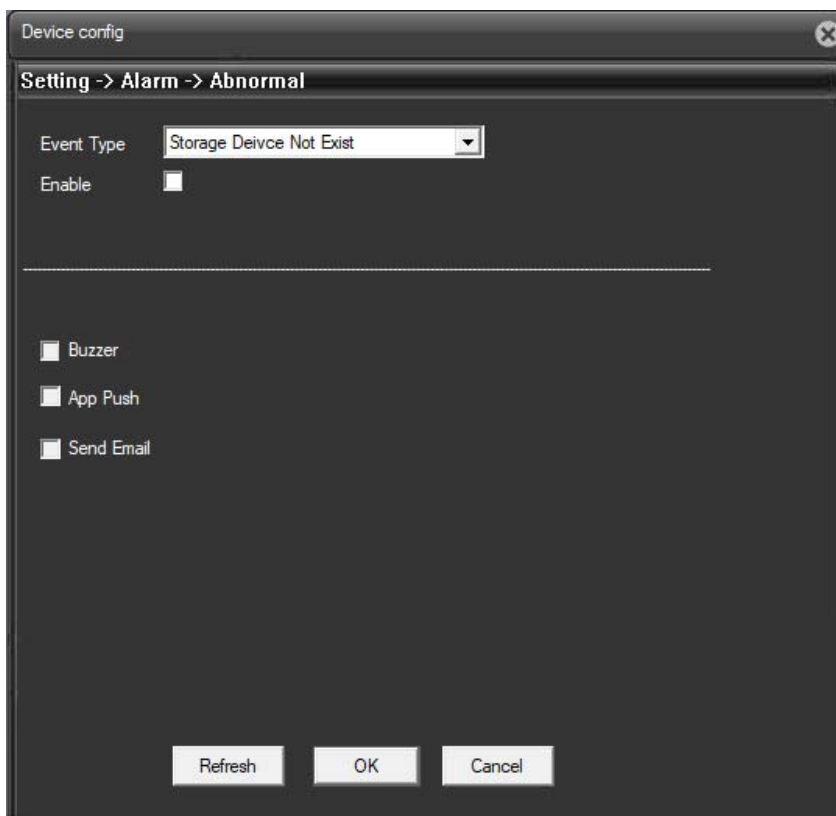 Device config
Setting -> Alarm -> Abnormal
Event Type Storage Deivce Not Exist
Enable
Buzzer
App Push
Send Email
Refresh OK Cancel